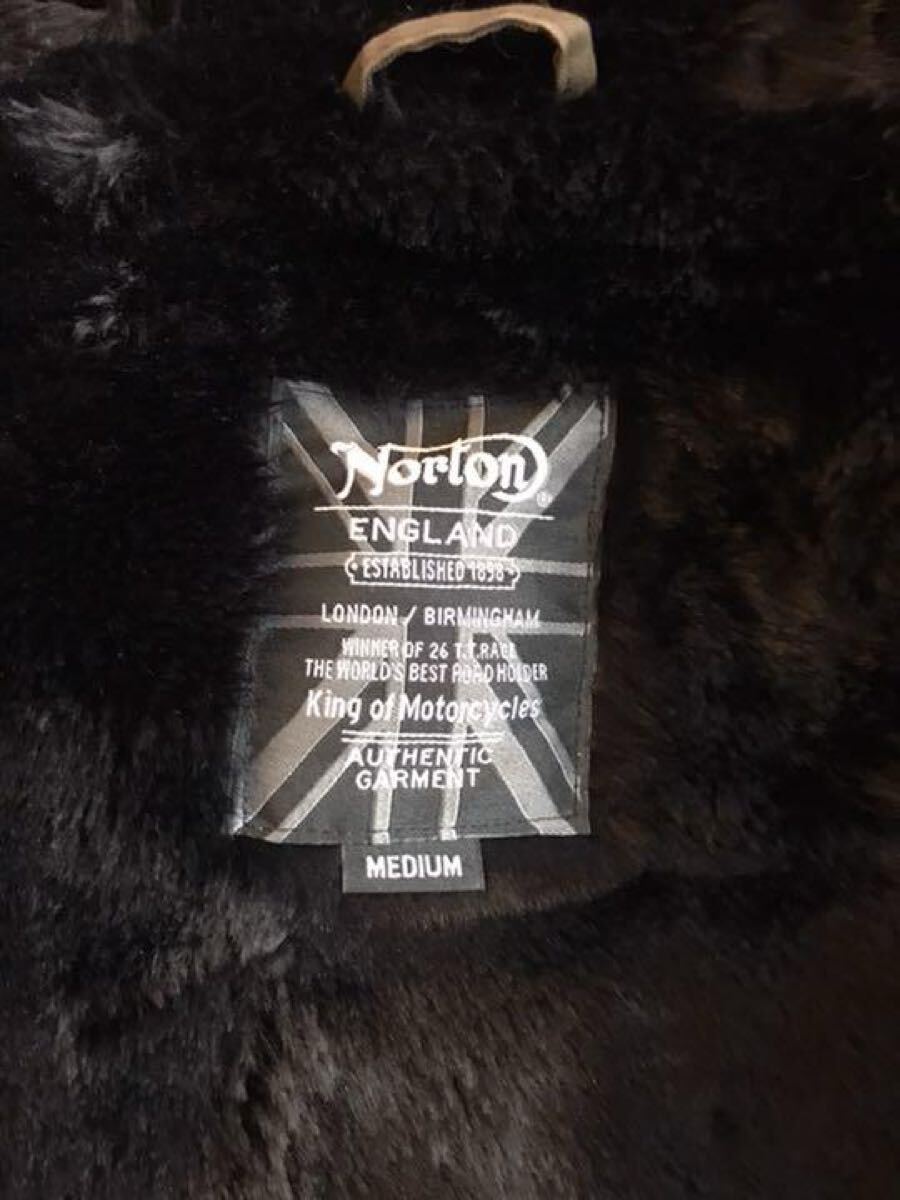 Norton®
ENGLAND
ESTABLISHED 1898
LONDON / BIRMINGHAM
WINNER OF 26 T.T.RACE
THE WORLD'S BEST ROAD HOLDER
King of Motorcycles
AUTHENTIC
GARMENT
MEDIUM